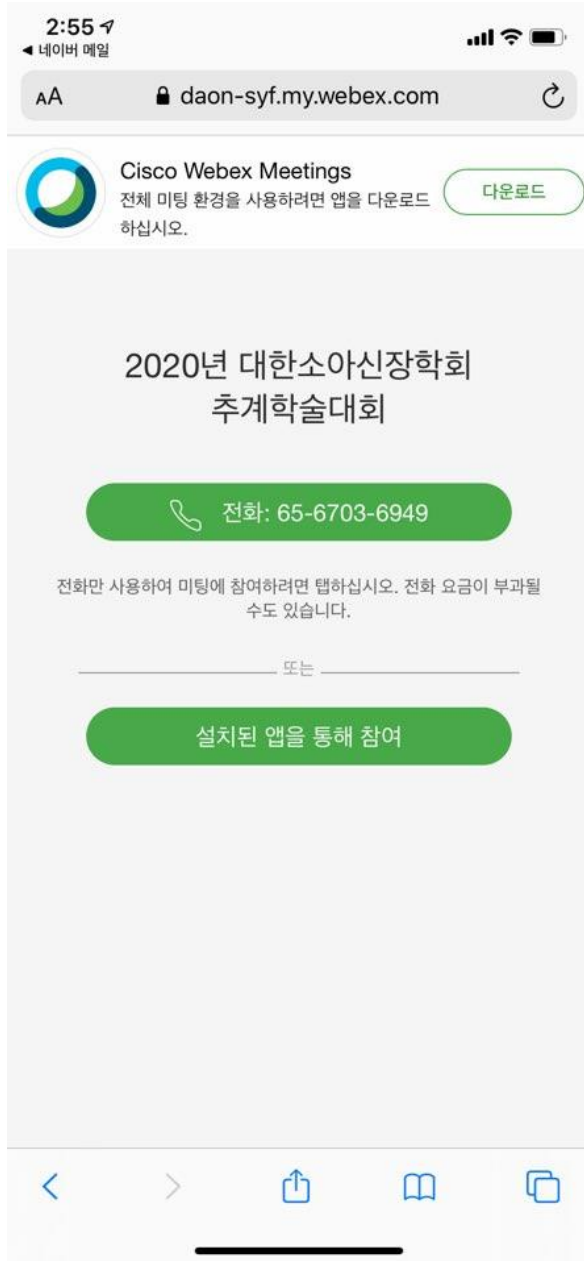 2:55
◀ 네이버 메일
AA daon-syf.my.webex.com
Cisco Webex Meetings
전체 미팅 환경을 사용하려면 앱을 다운로드
하십시오.
다운로드
2020년 대한소아신장학회
추계학술대회
전화: 65-6703-6949
전화만 사용하여 미팅에 참여하려면 탭하십시오. 전화 요금이 부과될
수도 있습니다.
또는
설치된 앱을 통해 참여